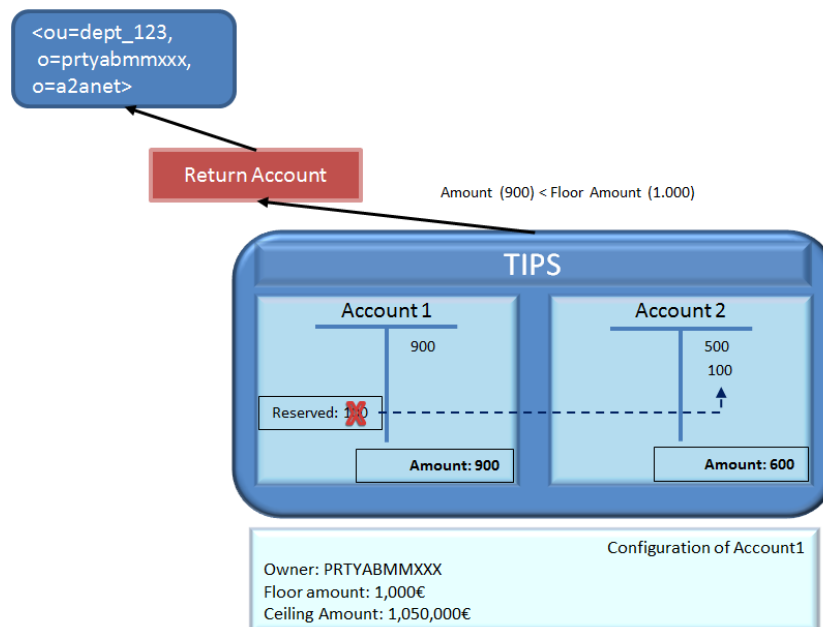 <ou=dept_123,
o=prtyabmmxxx,
o=a2anet>
Return Account
Amount (900) < Floor Amount (1.000)
TIPS
Account 1
900
Reserved: 100
Amount: 900
Account 2
500
100
Amount: 600
Configuration of Account1
Owner: PRTYABMMXXX
Floor amount: 1,000€
Ceiling Amount: 1,050,000€